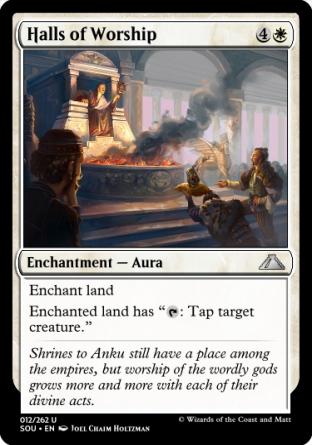 Halls of Worship 4
Enchantment — Aura
Enchant land
Enchanted land has “: Tap target
creature.”
Shrines to Anku still have a place among
the empires, but worship of the wordly gods
grows more and more with each of their
divine acts.
012/262 U
SOU • EN Joel Chaim Holtzman
© Wizards of the Coast and Matt